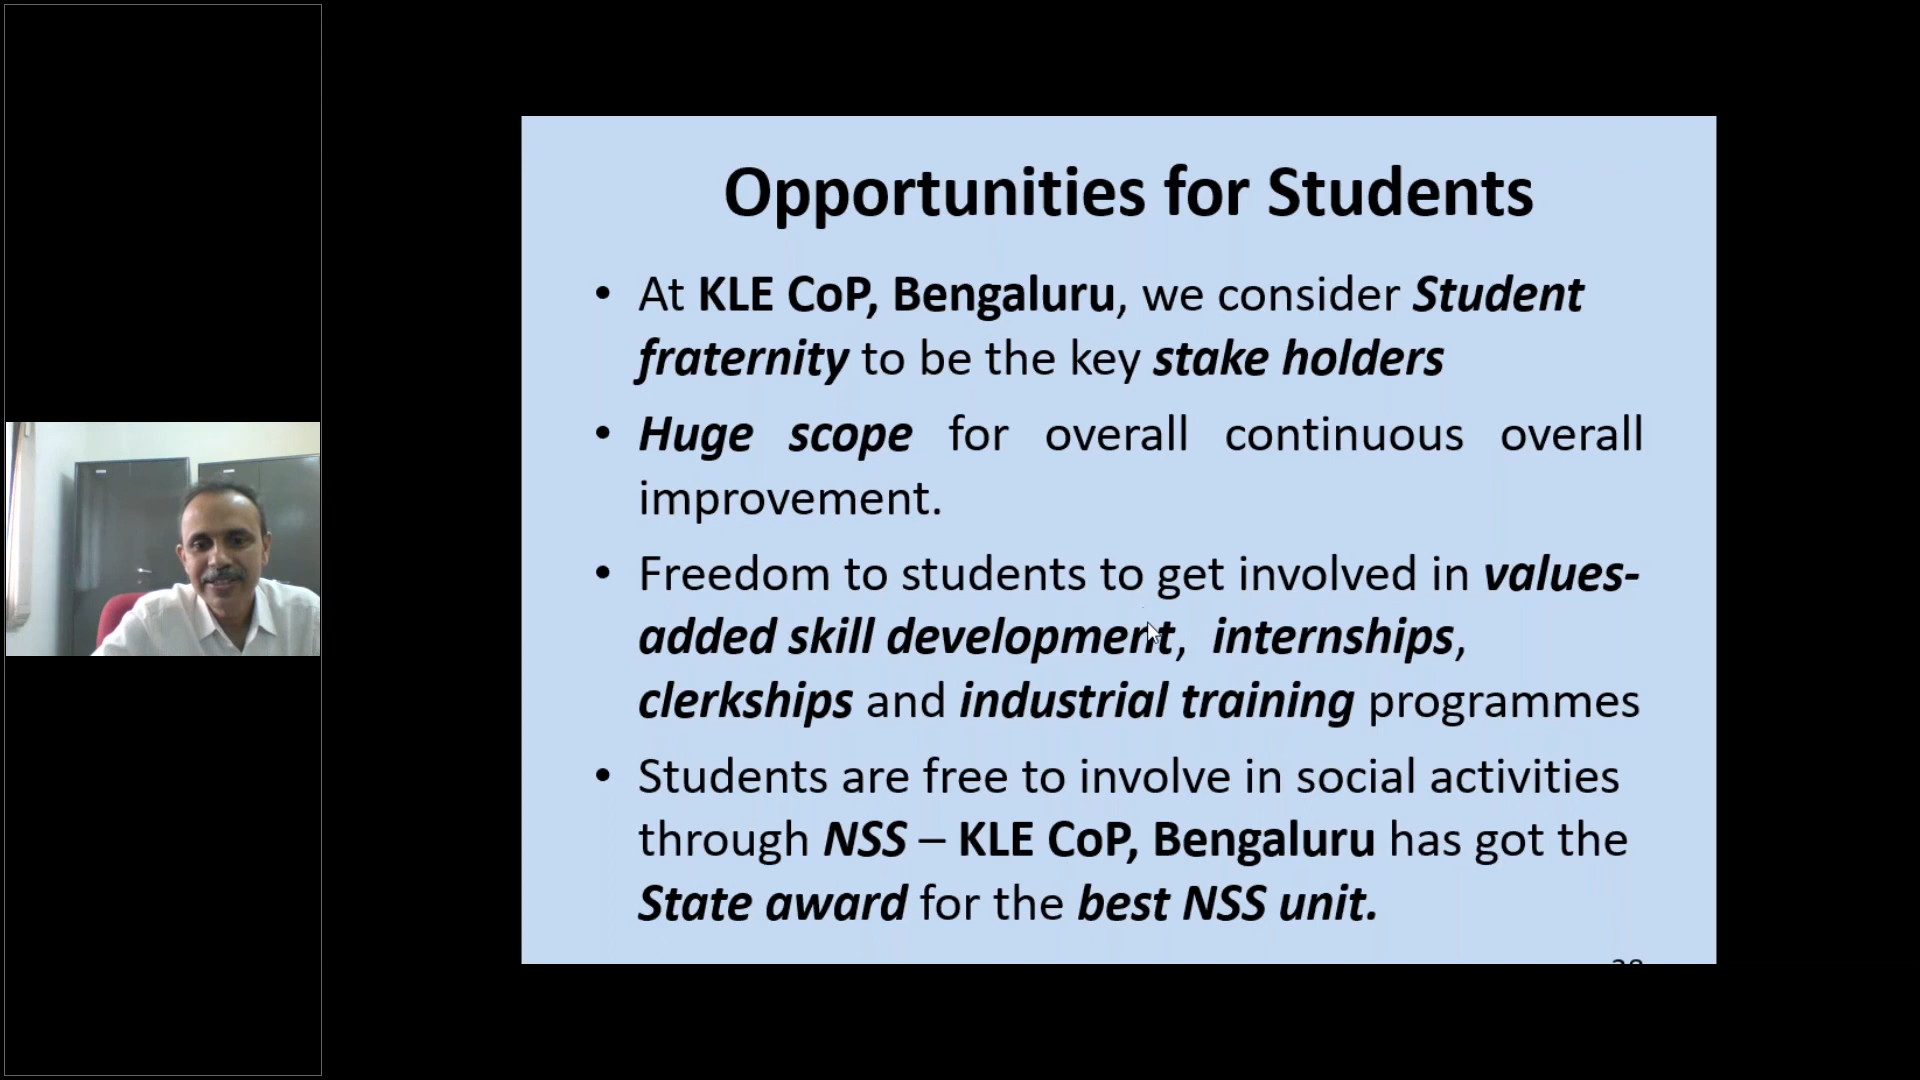 Opportunities for Students
• At KLE CoP, Bengaluru, we consider Student
fraternity to be the key stake holders
• Huge scope for overall continuous overall
improvement.
• Freedom to students to get involved in values-
added skill development, internships,
clerkships and industrial training programmes
• Students are free to involve in social activities
through NSS – KLE CoP, Bengaluru has got the
State award for the best NSS unit.